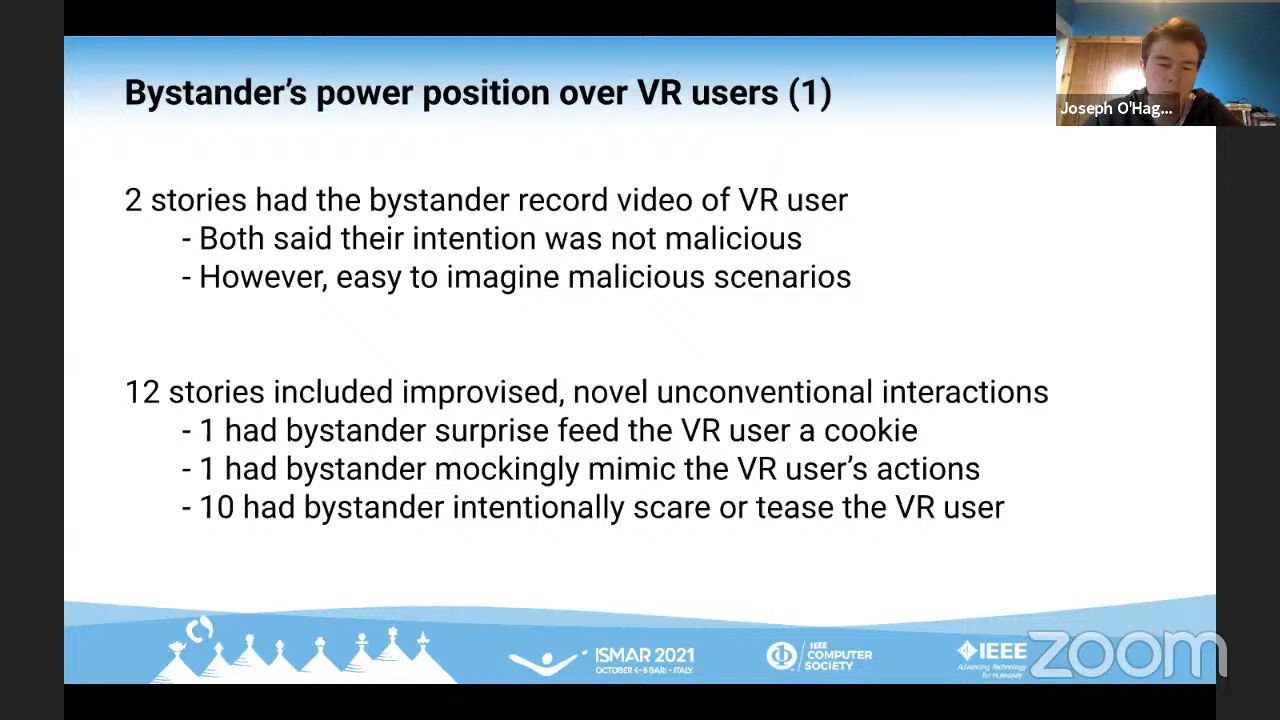 Bystander's power position over VR users (1)
Joseph O'Hag...
2 stories had the bystander record video of VR user
- Both said their intention was not malicious
- However, easy to imagine malicious scenarios
12 stories included improvised, novel unconventional interactions
- 1 had bystander surprise feed the VR user a cookie
- 1 had bystander mockingly mimic the VR user's actions
- 10 had bystander intentionally scare or tease the VR user
ISMAR 2021
OCTOBER 4-8 BARI - ITALY
IEEE
COMPUTER
SOCIETY
IEEE
Advancing Technology
for Humanity
zoom